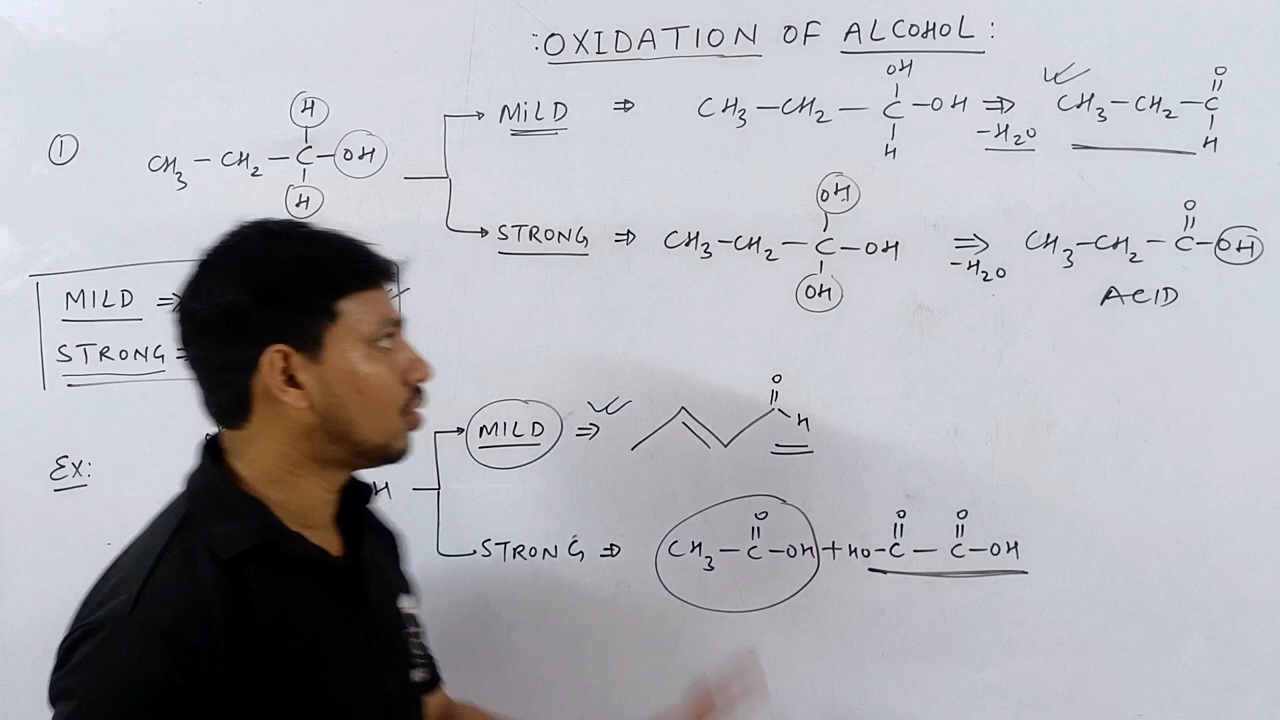 :OXIDATION OF ALCOHOL:
① CH₃ – CH₂ – C – OH
H
H
MILD ⇒ CH₃ – CH₂ – C – OH ⇒ CH₃ – CH₂ – C
OH
H
–H₂O
O
H
STRONG ⇒ CH₃ – CH₂ – C – OH ⇒ CH₃ – CH₂ – C – OH
OH
OH
–H₂O
O
ACID
MILD ⇒
STRONG =
Ex:
H
MILD ⇒
O
H
STRONG ⇒ CH₃ – C – OH + HO – C – C – OH
O
O
O